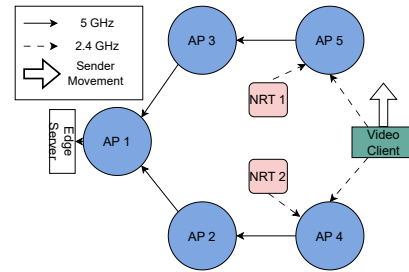 5 GHz
2.4 GHz
Sender
Movement
AP 3
AP 5
NRT 1
Edge
Server
AP 1
Video
Client
NRT 2
AP 2
AP 4